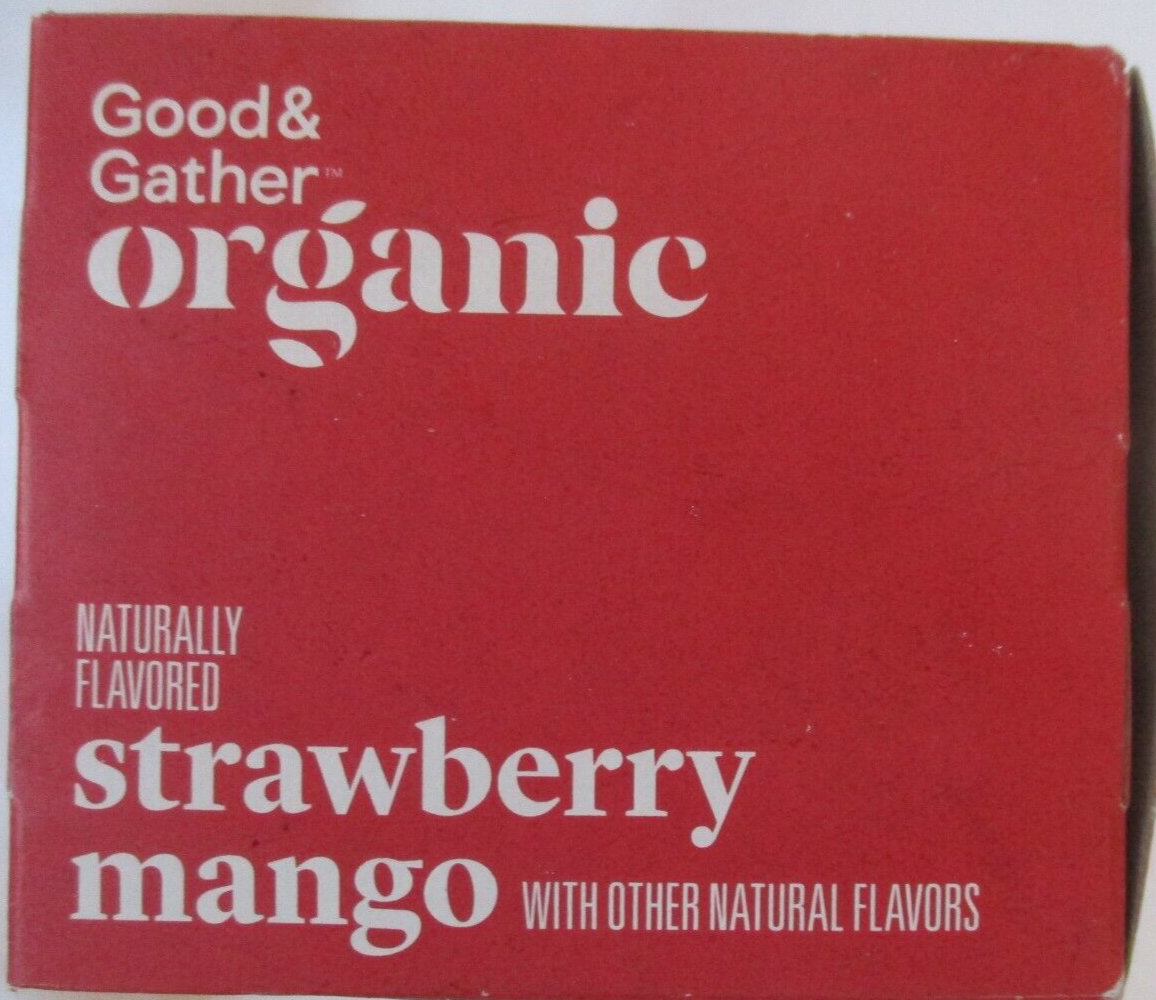 Good &
Gather™
organic
NATURALLY
FLAVORED
strawberry
mango WITH OTHER NATURAL FLAVORS